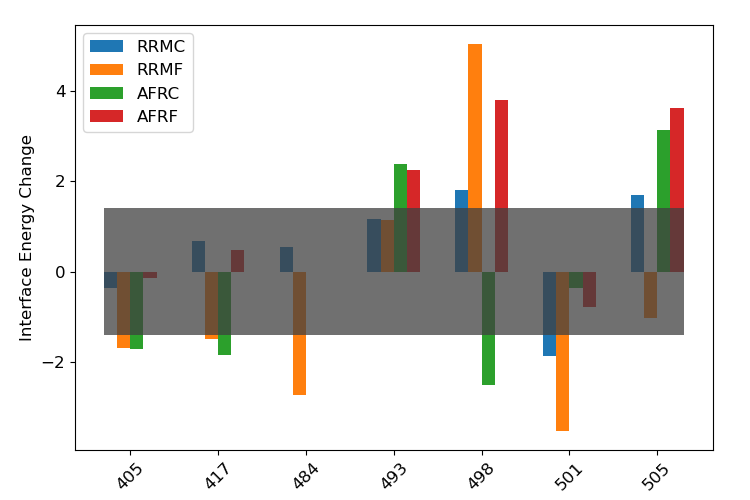 RRMC
RRMF
AFRC
AFRF
Interface Energy Change
4
2
0
−2
405
417
484
493
498
501
505